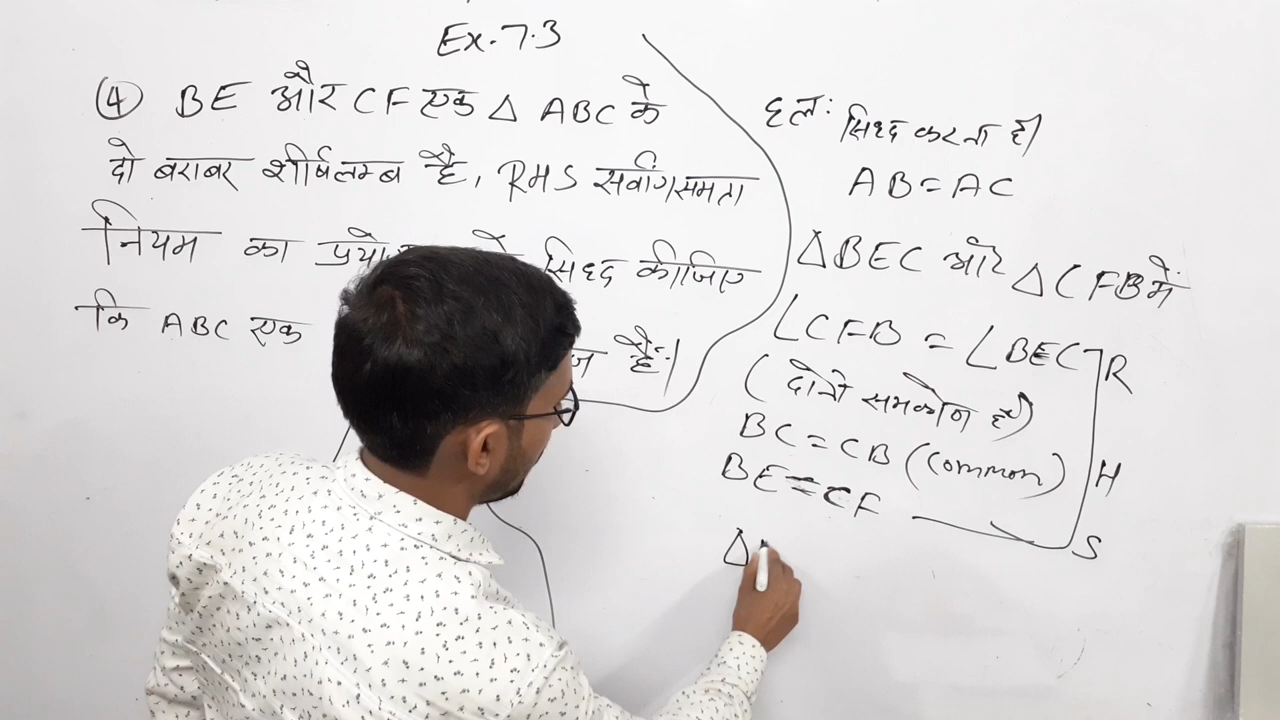 Ex. 7.3
④ BE और CF एक △ ABC के
दो बराबर शीर्षलम्ब है, RHS सर्वांगसमता
नियम का सिध्द कीजिए
कि ABC एक है।
हल: सिध्द करना है।
AB = AC
△BEC और △CFB में
∠CFB = ∠BEC R
(दोनो समकोण है)
BC = CB (Common) H
BE = CF S
△